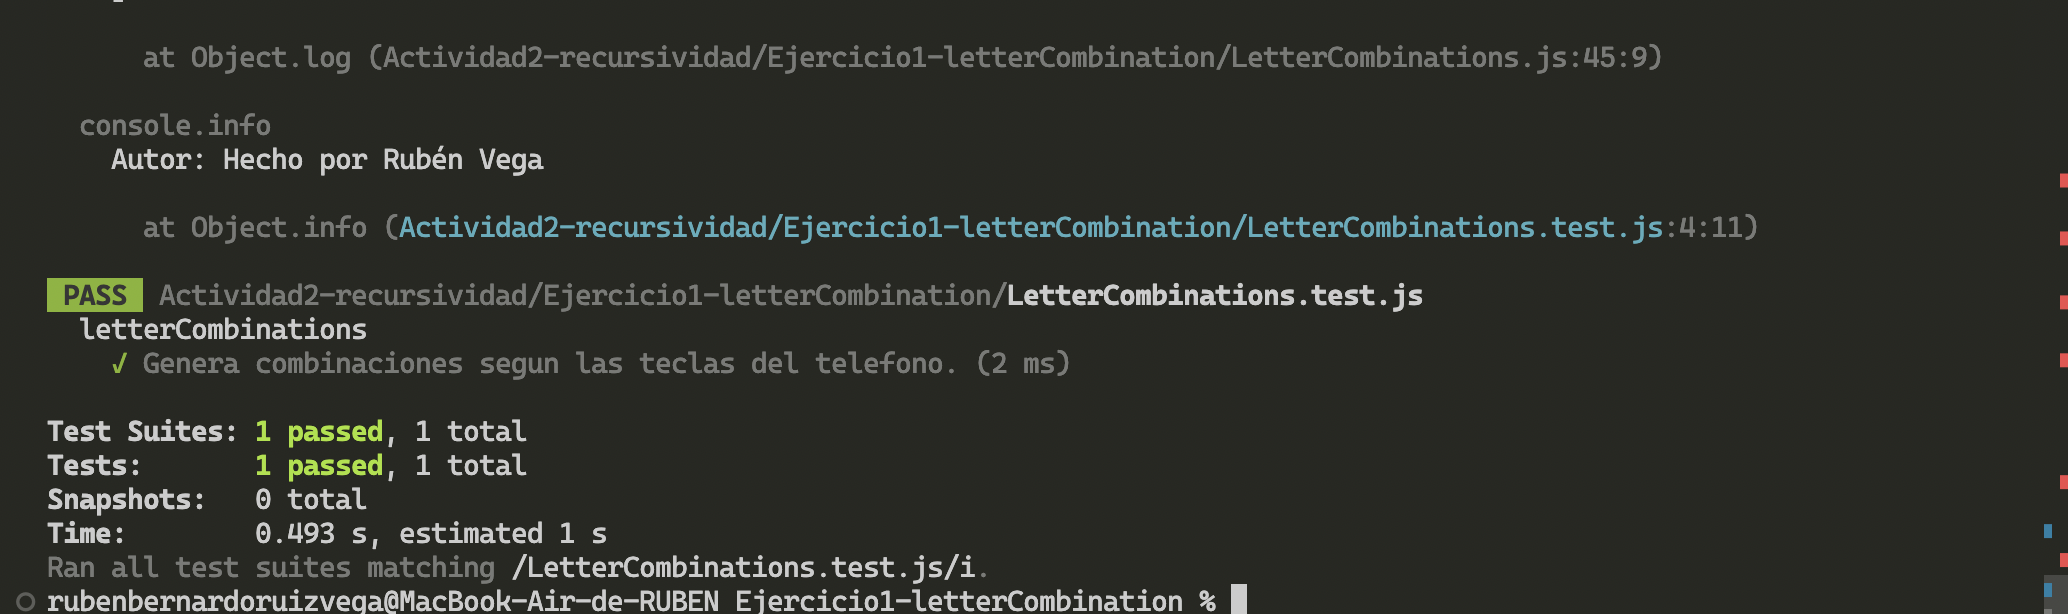 at Object.log (Actividad2-recursividad/Ejercicio1-letterCombination/LetterCombinations.js:45:9)
console.info
Autor: Hecho por Rubén Vega
at Object.info (Actividad2-recursividad/Ejercicio1-letterCombination/LetterCombinations.test.js:4:11)
PASS Actividad2-recursividad/Ejercicio1-letterCombination/LetterCombinations.test.js
letterCombinations
✓ Genera combinaciones segun las teclas del telefono. (2 ms)
Test Suites: 1 passed, 1 total
Tests: 1 passed, 1 total
Snapshots: 0 total
Time: 0.493 s, estimated 1 s
Ran all test suites matching /LetterCombinations.test.js/i.
rubenbernardoruizvega@MacBook-Air-de-RUBEN Ejercicio1-letterCombination %